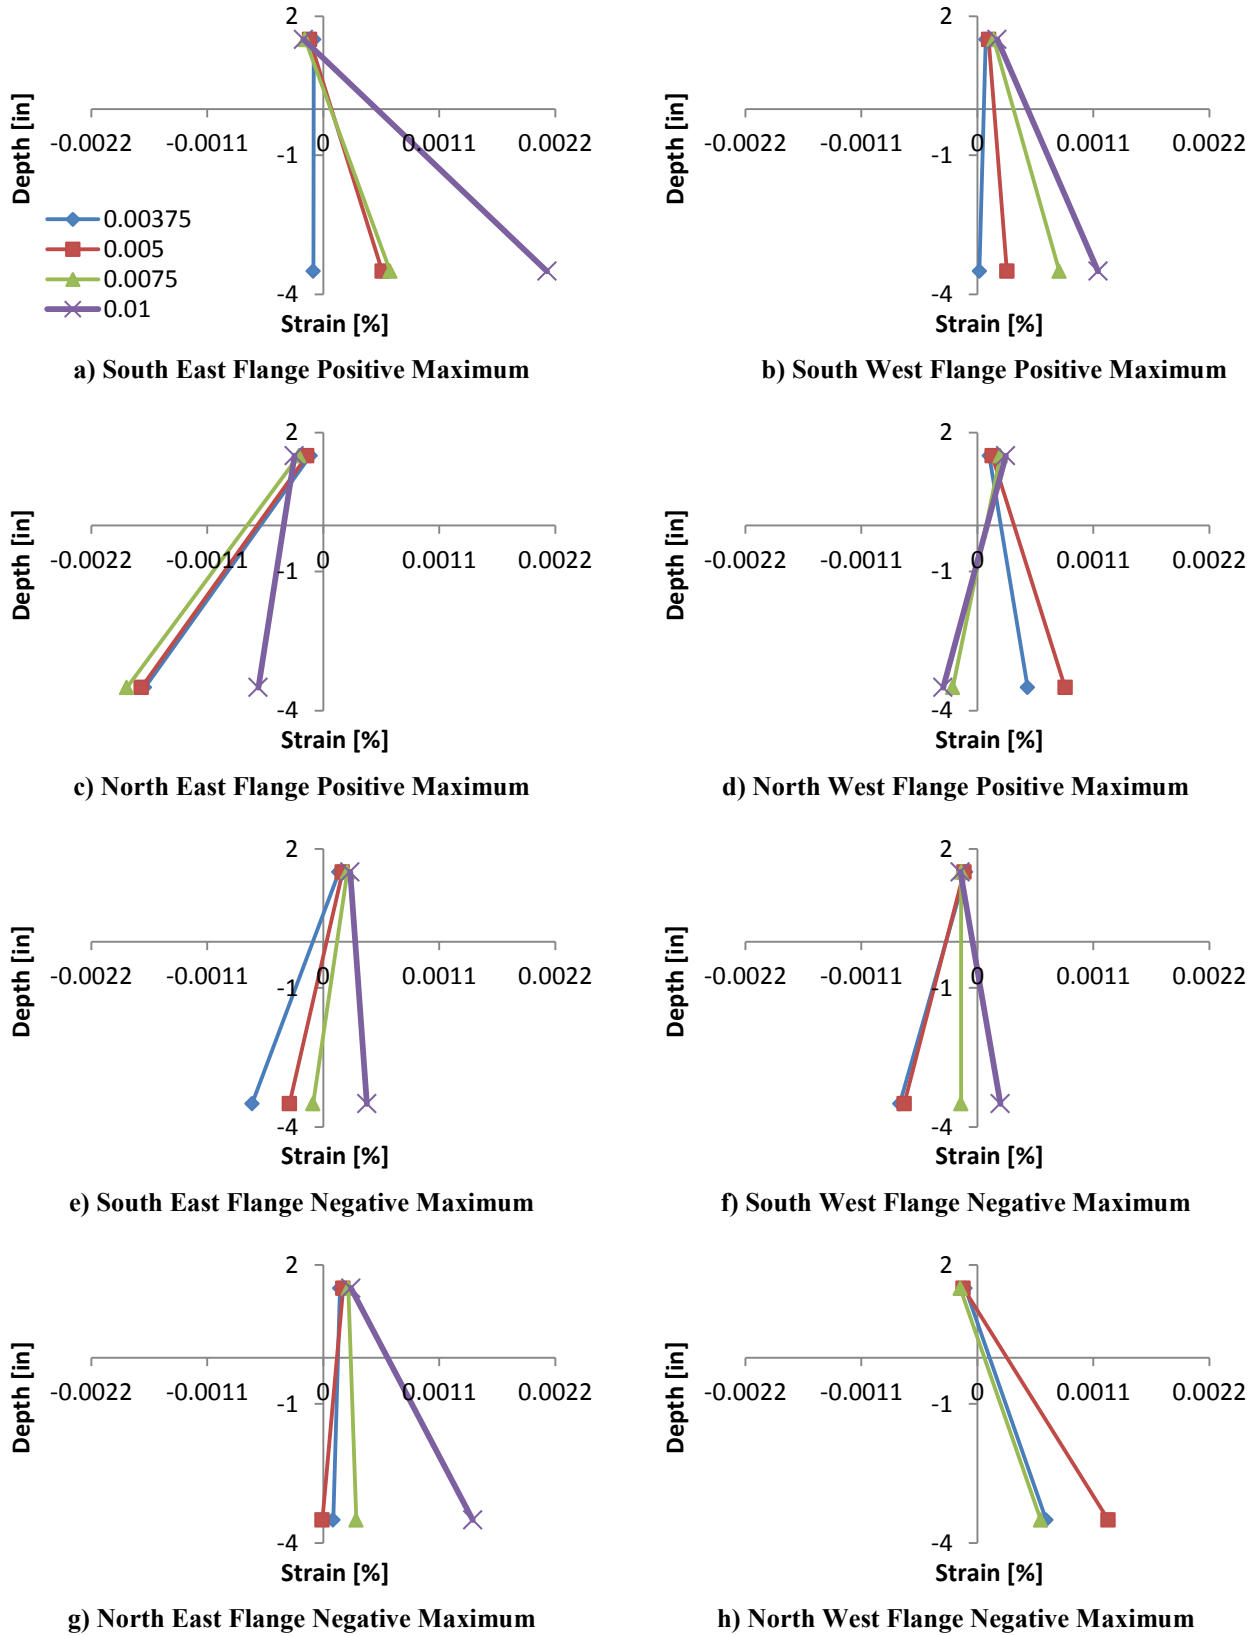 2
2
Depth [in]
Depth [in]
-0.0022
-0.0011
0
0.0011
0.0022
-0.0022
-0.0011
0
0.0011
0.0022
-1
-1
0.00375
0.005
0.0075
0.01
-4
-4
Strain [%]
Strain [%]
a) South East Flange Positive Maximum
b) South West Flange Positive Maximum
2
2
Depth [in]
Depth [in]
-0.0022
-0.0011
0
0.0011
0.0022
-0.0022
-0.0011
0
0.0011
0.0022
-1
-1
-4
-4
Strain [%]
Strain [%]
c) North East Flange Positive Maximum
d) North West Flange Positive Maximum
2
2
Depth [in]
Depth [in]
-0.0022
-0.0011
0
0.0011
0.0022
-0.0022
-0.0011
0
0.0011
0.0022
-1
-1
-4
-4
Strain [%]
Strain [%]
e) South East Flange Negative Maximum
f) South West Flange Negative Maximum
2
2
Depth [in]
Depth [in]
-0.0022
-0.0011
0
0.0011
0.0022
-0.0022
-0.0011
0
0.0011
0.0022
-1
-1
-4
-4
Strain [%]
Strain [%]
g) North East Flange Negative Maximum
h) North West Flange Negative Maximum